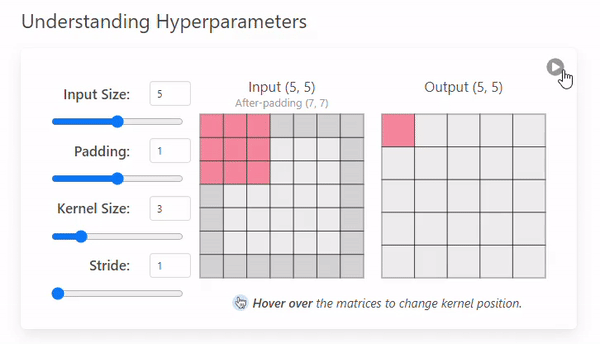 Understanding Hyperparameters
Input Size: 5
Padding: 1
Kernel Size: 3
Stride: 1
Input (5, 5)
After-padding (7, 7)
Output (5, 5)
Hover over the matrices to change kernel position.